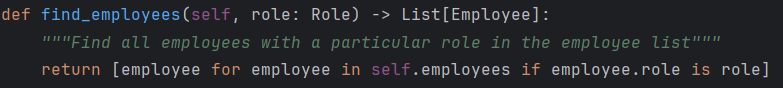 def find_employees(self, role: Role) -> List[Employee]:
    """Find all employees with a particular role in the employee list"""
    return [employee for employee in self.employees if employee.role is role]